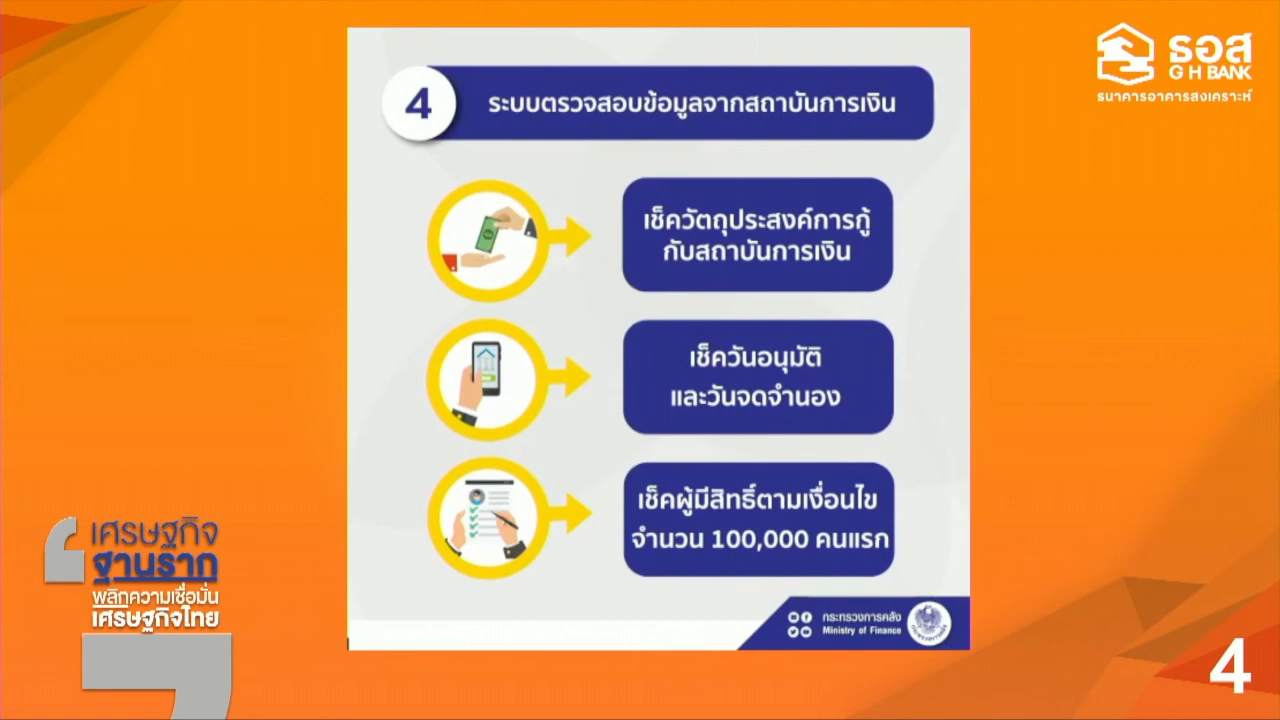 ธอส
G H BANK
ธนาคารอาคารสงเคราะห์
4
ระบบตรวจสอบข้อมูลจากสถาบันการเงิน
เช็ควัตถุประสงค์การกู้
กับสถาบันการเงิน
เช็ควันอนุมัติ
และวันจดจำนอง
เช็คผู้มีสิทธิ์ตามเงื่อนไข
จำนวน 100,000 คนแรก
กระทรวงการคลัง
Ministry of Finance
เศรษฐกิจ
ฐานราก
พลิกความเชื่อมั่น
เศรษฐกิจไทย
4